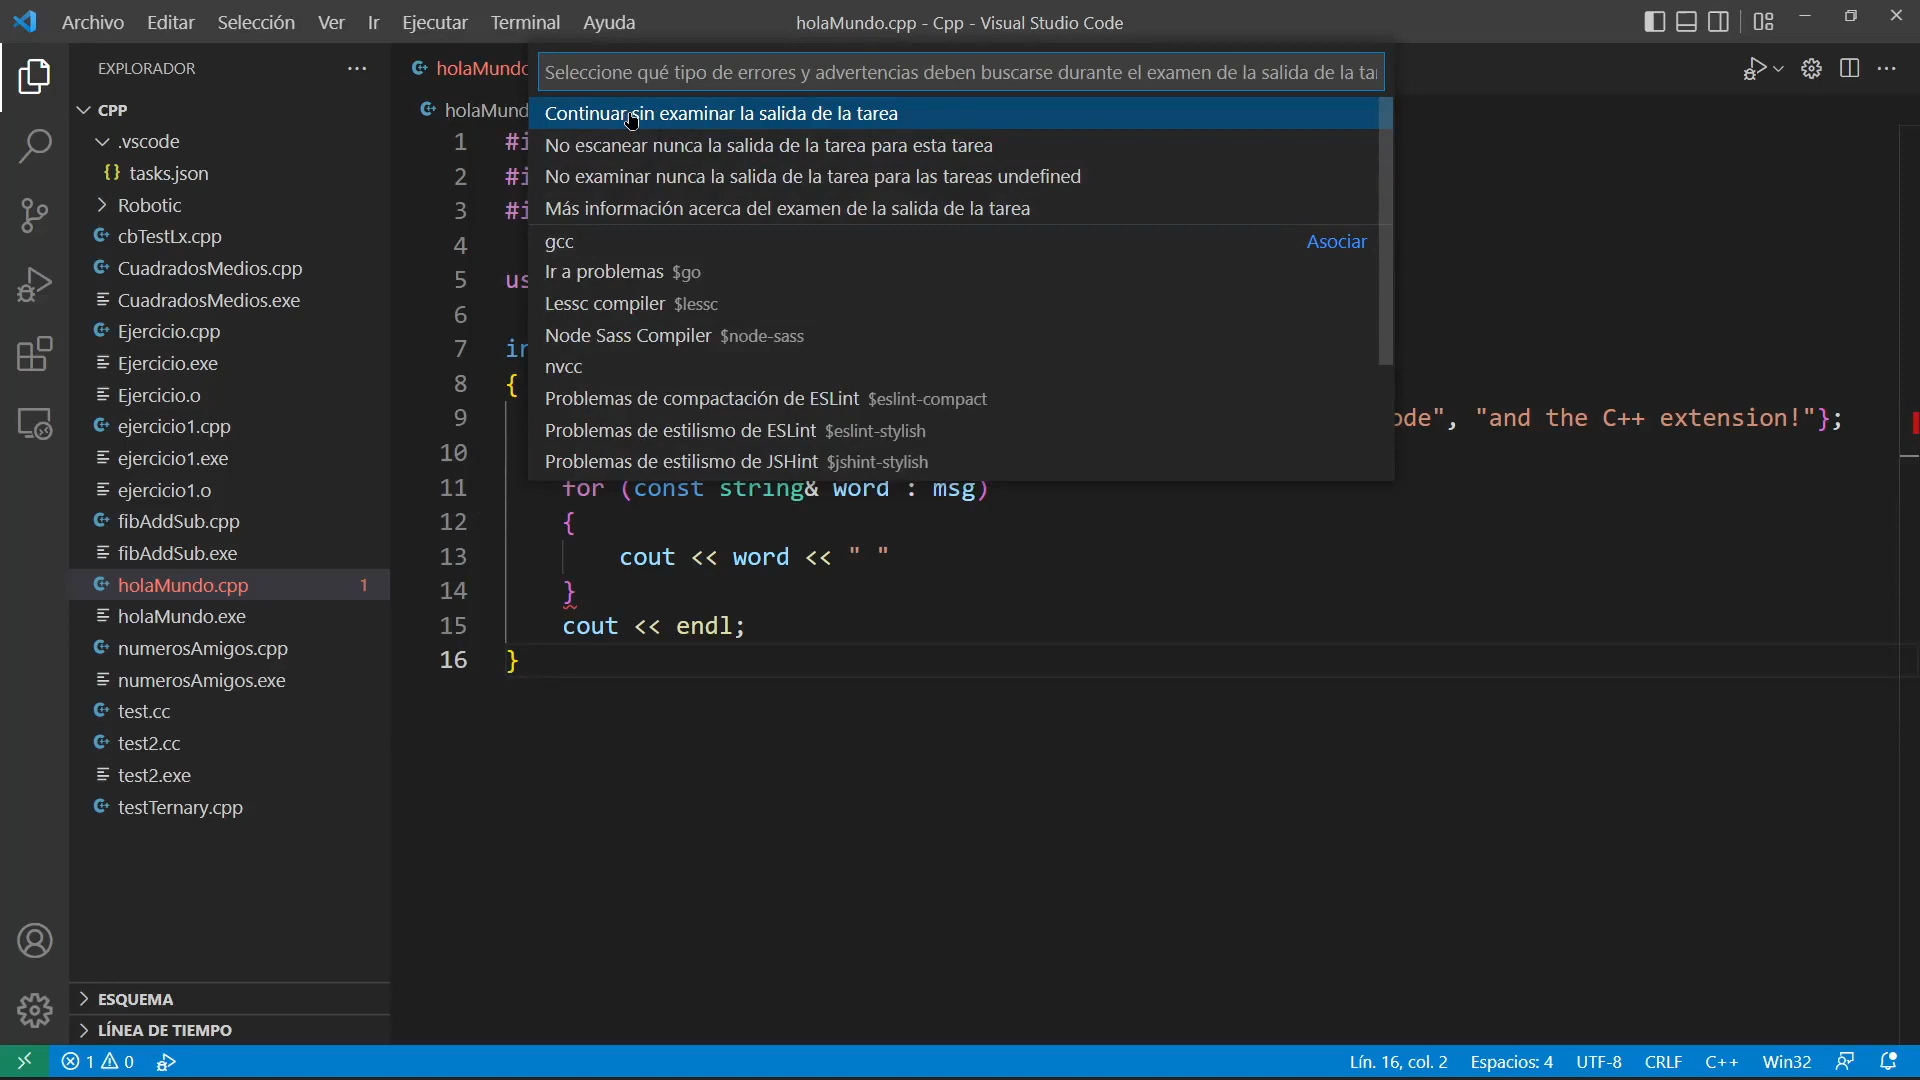 Archivo Editar Selección Ver Ir Ejecutar Terminal Ayuda
holaMundo.cpp - Cpp - Visual Studio Code
EXPLORADOR
CPP
.vscode
{} tasks.json
Robotic
cbTestLx.cpp
CuadradosMedios.cpp
CuadradosMedios.exe
Ejercicio.cpp
Ejercicio.exe
Ejercicio.o
ejercicio1.cpp
ejercicio1.exe
ejercicio1.o
fibAddSub.cpp
fibAddSub.exe
holaMundo.cpp 1
holaMundo.exe
numerosAmigos.cpp
numerosAmigos.exe
test.cc
test2.cc
test2.exe
testTernary.cpp
ESQUEMA
LÍNEA DE TIEMPO
holaMundo
Seleccione qué tipo de errores y advertencias deben buscarse durante el examen de la salida de la tar
holaMund
Continuar sin examinar la salida de la tarea
No escanear nunca la salida de la tarea para esta tarea
No examinar nunca la salida de la tarea para las tareas undefined
Más información acerca del examen de la salida de la tarea
gcc Asociar
Ir a problemas $go
Lessc compiler $lessc
Node Sass Compiler $node-sass
nvcc
Problemas de compactación de ESLint $eslint-compact
Problemas de estilismo de ESLint $eslint-stylish
Problemas de estilismo de JSHint $jshint-stylish
1 #i
2 #i
3 #i
4
5 us
6
7 in
8 {
9 ode", "and the C++ extension!"};
10
11 for (const string& word : msg)
12 {
13 cout << word << " "
14 }
15 cout << endl;
16 }
1 0
Lín. 16, col. 2 Espacios: 4 UTF-8 CRLF C++ Win32